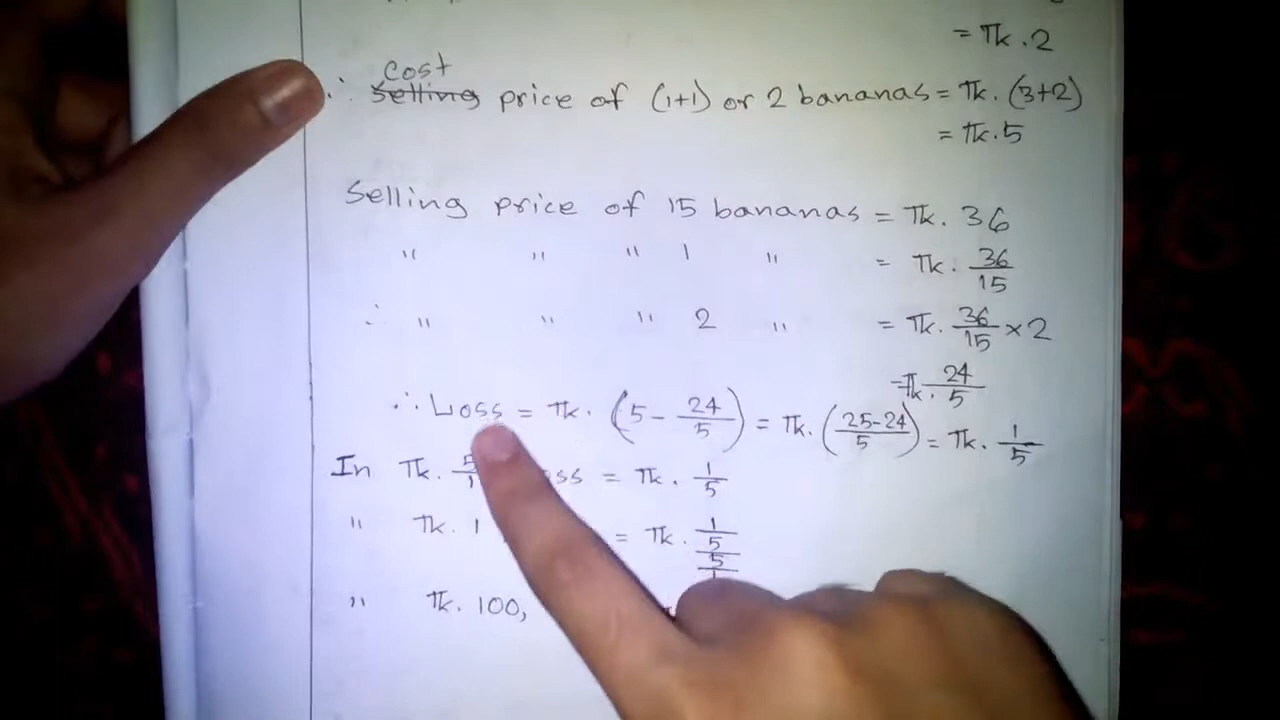 = Tk. 2
cost
∴ selling price of (1+1) or 2 bananas = Tk. (3+2)
= Tk. 5
Selling price of 15 bananas = Tk. 36
" " " 1 " = Tk. 36/15
∴ " " " 2 " = Tk. 36/15 × 2
= Tk. 24/5
∴ Loss = Tk. (5 - 24/5) = Tk. (25-24/5) = Tk. 1/5
In Tk. 5/1 = Tk. 1/5
" Tk. 1 = Tk. 1/5/5/1
" Tk. 100,